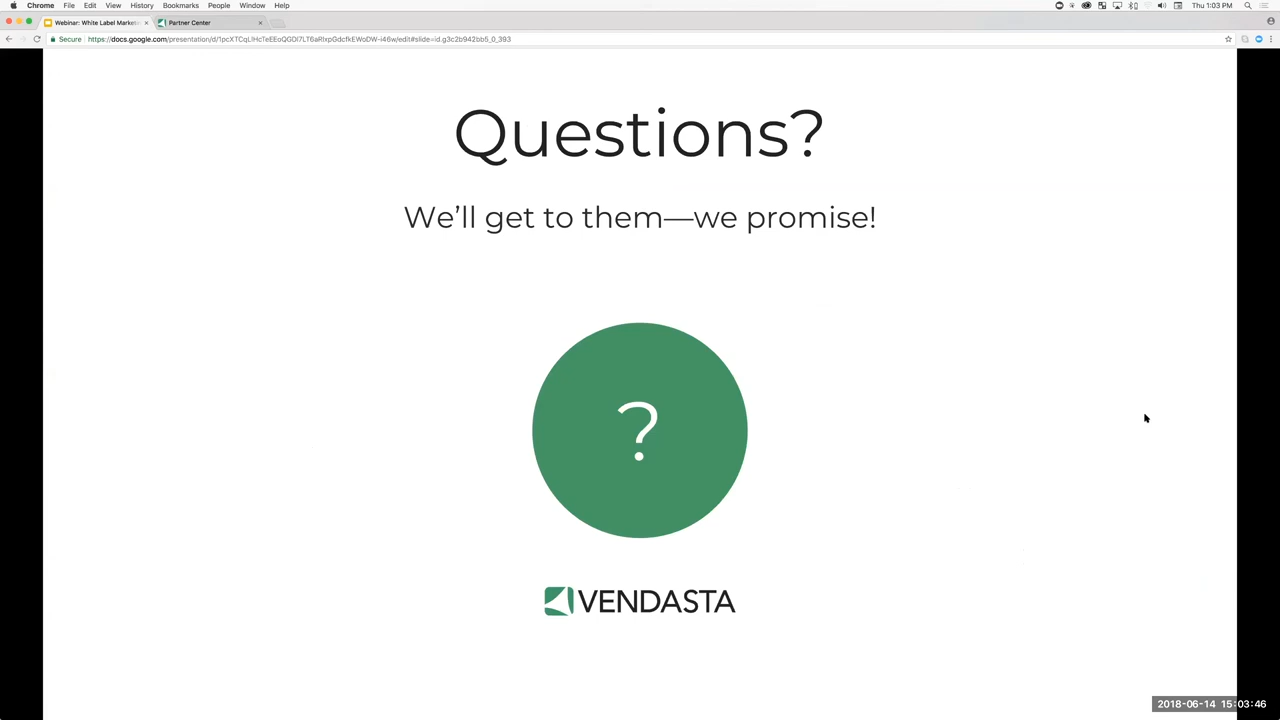 Chrome File Edit View History Bookmarks People Window Help Thu 1:03 PM
Webinar: White Label Markete Partner Center
Secure
Questions?
We'll get to them—we promise!
?
VENDASTA
2018-06-14 15:03:46